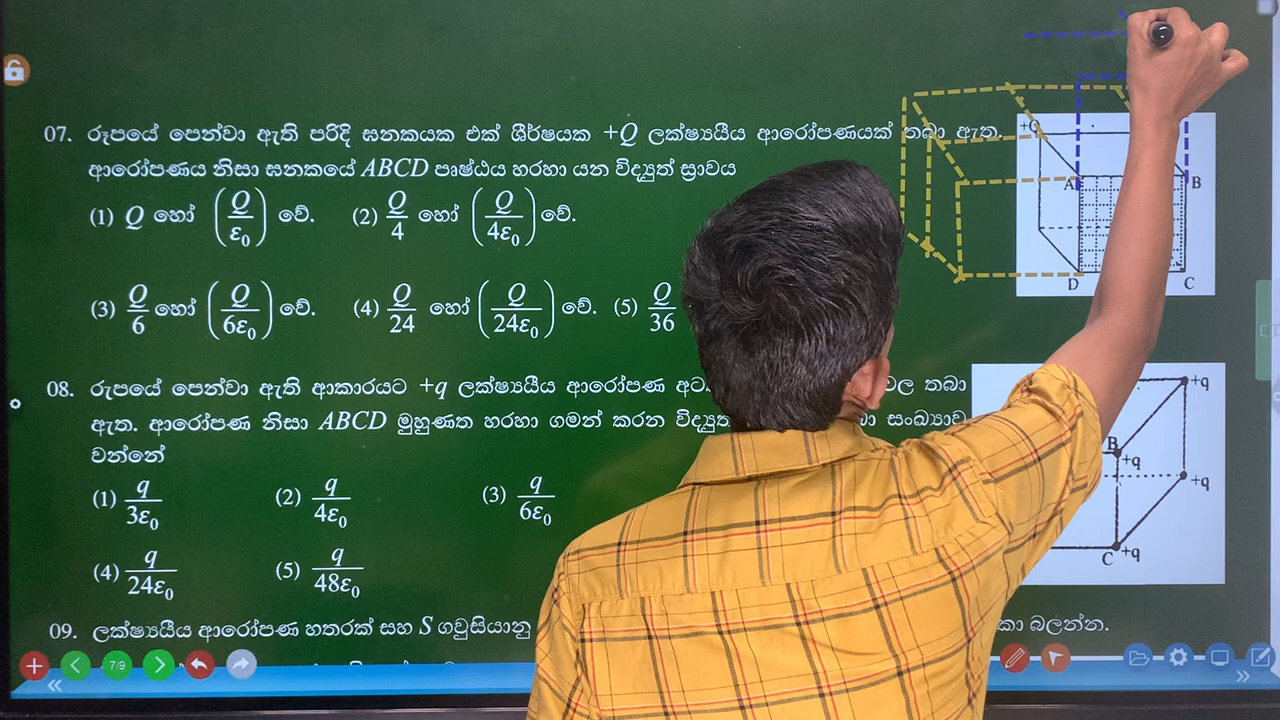 07. රූපයේ පෙන්වා ඇති පරිදි ඝනකයක එක් ශීර්ෂයක +Q ලක්ෂ්‍යයීය ආරෝපණයක් තබා ඇත.
ආරෝපණය නිසා ඝනකයේ ABCD පෘෂ්ඨය හරහා යන විද්‍යුත් ස්‍රාවය
(1) Q හෝ (Q/ε₀) වේ. (2) Q/4 හෝ (Q/4ε₀) වේ.
(3) Q/6 හෝ (Q/6ε₀) වේ. (4) Q/24 හෝ (Q/24ε₀) වේ. (5) Q/36
+Q
A B
D C
08. රුපයේ පෙන්වා ඇති ආකාරයට +q ලක්ෂ්‍යයීය ආරෝපණ තබා
ඇත. ආරෝපණ නිසා ABCD මුහුණත හරහා ගමන් කරන සංඛ්‍යාව
වන්නේ
(1) q/3ε₀ (2) q/4ε₀ (3) q/6ε₀
(4) q/24ε₀ (5) q/48ε₀
+q
B +q
+q
C +q
09. ලක්ෂ්‍යයීය ආරෝපණ හතරක් සහ S ගවුසියානු බලන්න.
7/9